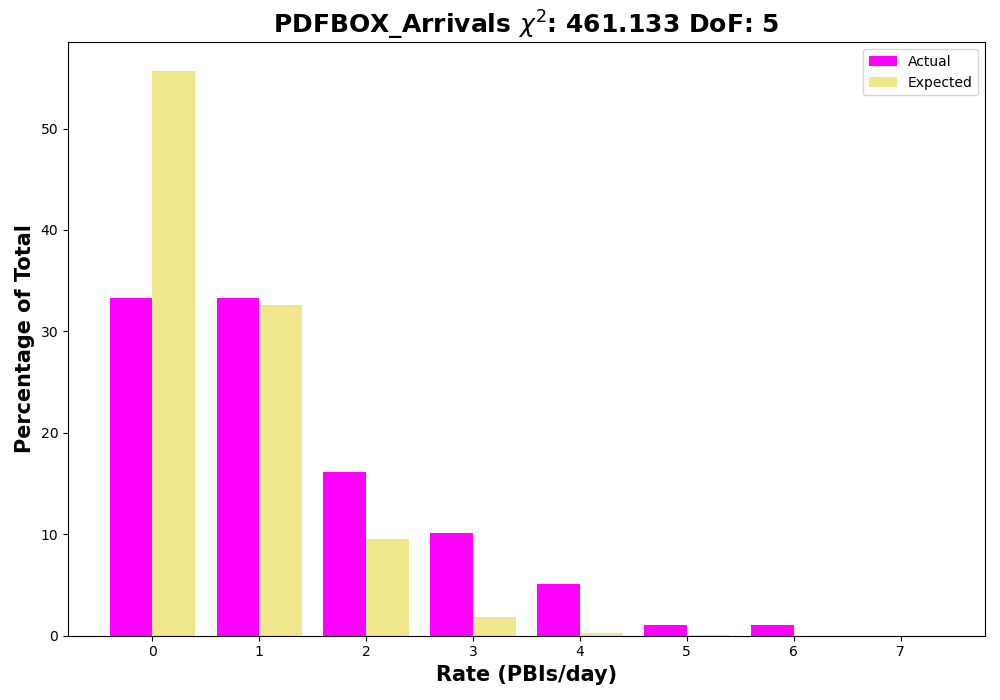 PDFBOX_Arrivals χ²: 461.133 DoF: 5
Actual
Expected
Percentage of Total
50
40
30
20
10
0
0 1 2 3 4 5 6 7
Rate (PBIs/day)